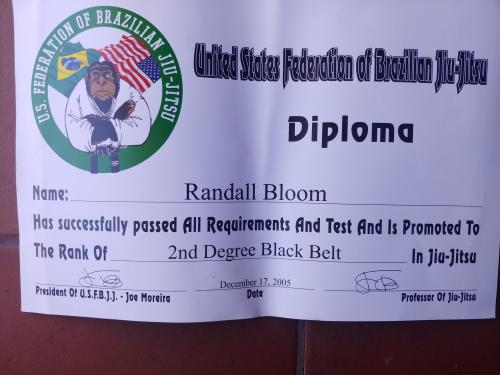 U.S. FEDERATION OF BRAZILIAN JIU-JITSU
United States Federation of Brazilian Jiu-Jitsu
Diploma
Name: Randall Bloom
Has successfully passed All Requirements And Test And Is Promoted To
The Rank Of 2nd Degree Black Belt In Jiu-Jitsu
December 17, 2005
President Of U.S.F.B.J.J. - Joe Moreira Date Professor Of Jiu-Jitsu